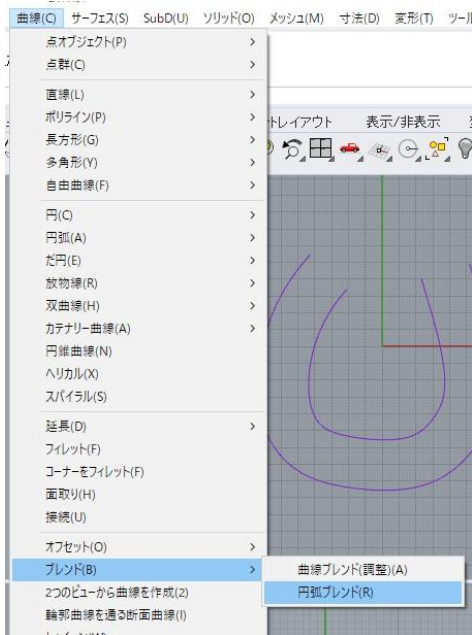 曲線(C) サーフェス(S) SubD(U) ソリッド(O) メッシュ(M) 寸法(D) 変形(T) ツール
点オブジェクト(P)
点群(C)
直線(L)
ポリライン(P)
長方形(G)
多角形(Y)
自由曲線(F)
円(C)
円弧(A)
だ円(E)
放物線(R)
双曲線(H)
カテナリー曲線(A)
円錐曲線(N)
ヘリカル(X)
スパイラル(S)
延長(D)
フィレット(F)
コーナーをフィレット(F)
面取り(H)
接続(U)
オフセット(O)
ブレンド(B)
2つのビューから曲線を作成(2)
輪郭曲線を通る断面曲線(I)
トレイアウト 表示/非表示
曲線ブレンド(調整)(A)
円弧ブレンド(R)